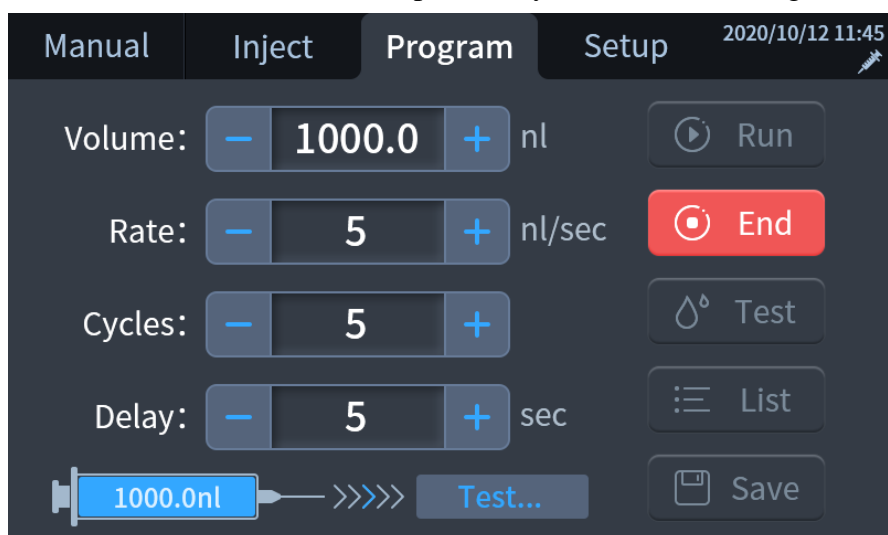 Manual Inject Program Setup 2020/10/12 11:45
Volume: − 1000.0 + nl Run
Rate: − 5 + nl/sec End
Cycles: − 5 + Test
Delay: − 5 + sec List
1000.0nl Test... Save